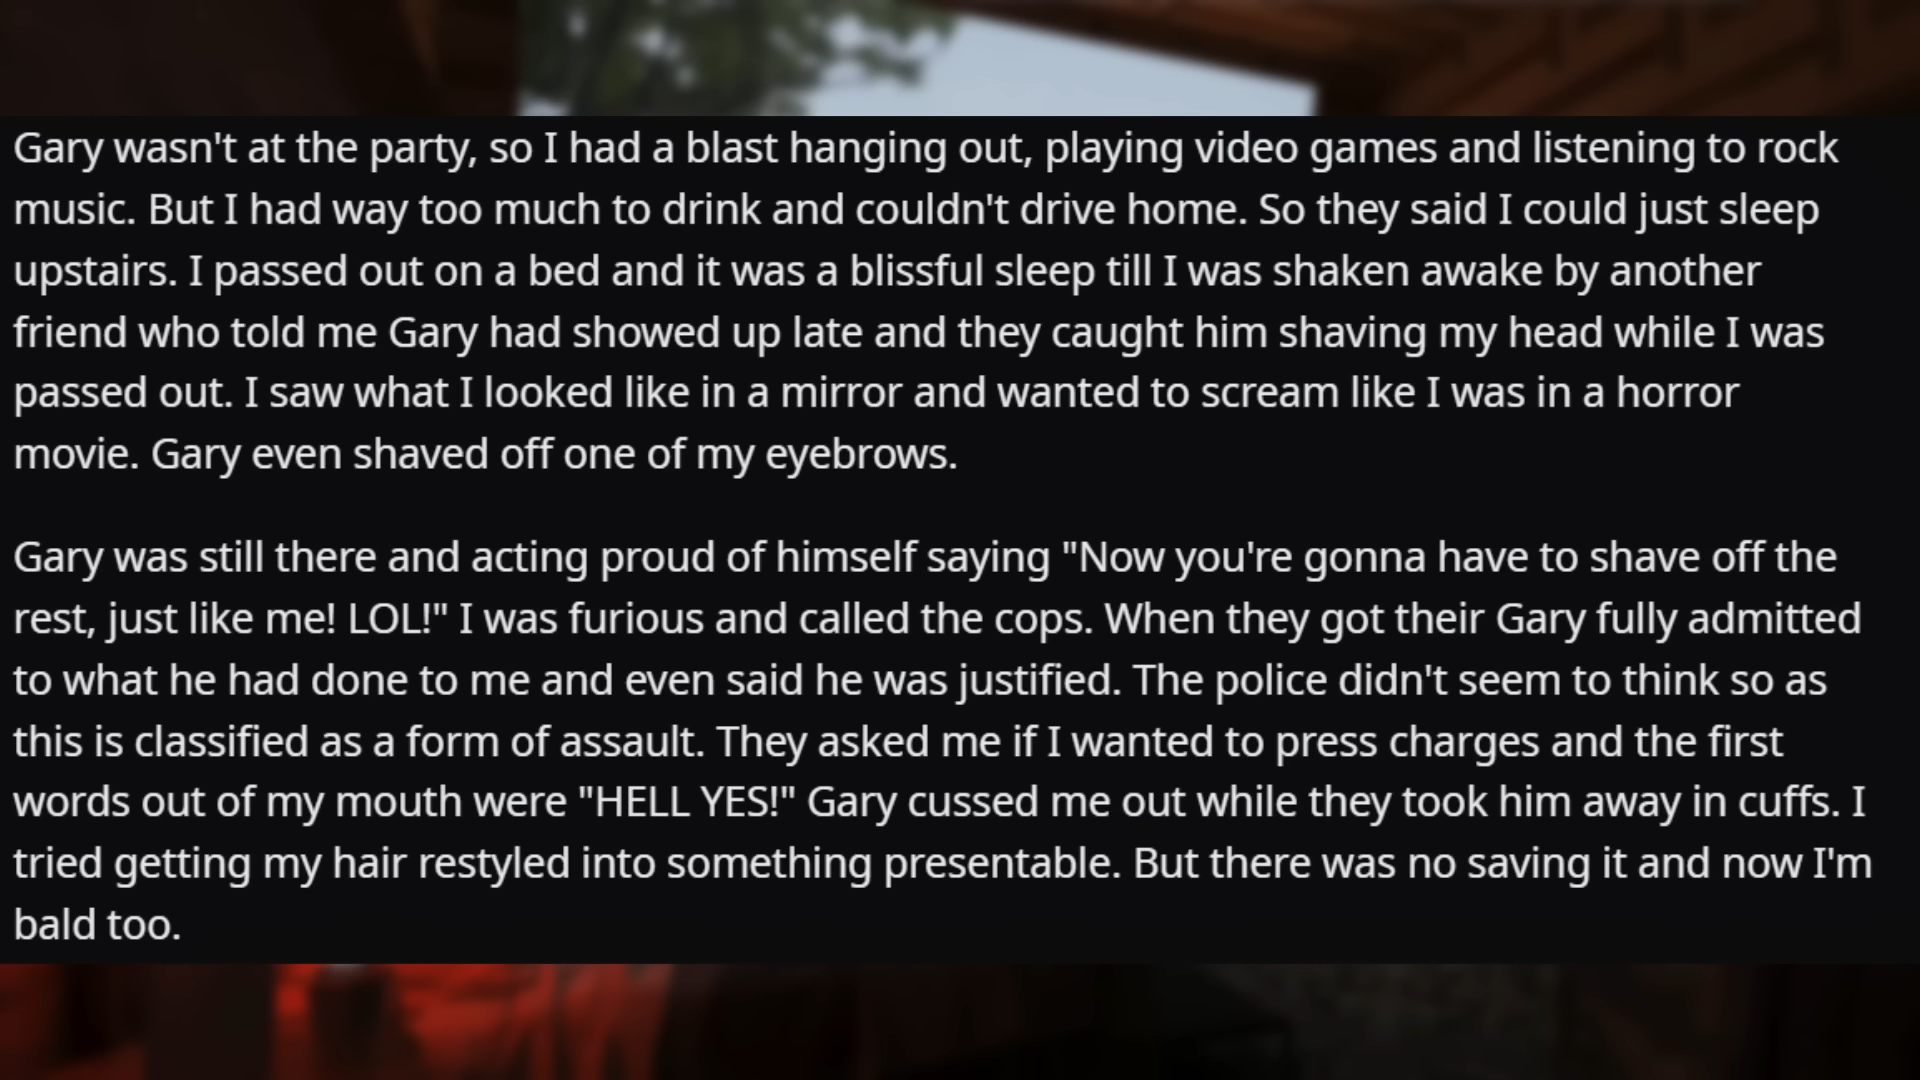 Gary wasn't at the party, so I had a blast hanging out, playing video games and listening to rock
music. But I had way too much to drink and couldn't drive home. So they said I could just sleep
upstairs. I passed out on a bed and it was a blissful sleep till I was shaken awake by another
friend who told me Gary had showed up late and they caught him shaving my head while I was
passed out. I saw what I looked like in a mirror and wanted to scream like I was in a horror
movie. Gary even shaved off one of my eyebrows.
Gary was still there and acting proud of himself saying "Now you're gonna have to shave off the
rest, just like me! LOL!" I was furious and called the cops. When they got their Gary fully admitted
to what he had done to me and even said he was justified. The police didn't seem to think so as
this is classified as a form of assault. They asked me if I wanted to press charges and the first
words out of my mouth were "HELL YES!" Gary cussed me out while they took him away in cuffs. I
tried getting my hair restyled into something presentable. But there was no saving it and now I'm
bald too.